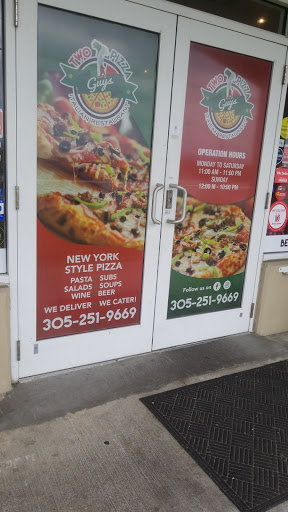 TWO PIZZA
Guys
NEW YORK
STYLE PIZZA
PASTA SUBS
SALADS SOUPS
WINE BEER
WE DELIVER WE CATER!
305-251-9669
TWO PIZZA
Guys
OPERATION HOURS
MONDAY TO SATURDAY
11:00 AM - 11:00 PM
SUNDAY
12:00 M - 10:00 PM
Follow us on
305-251-9669
BE